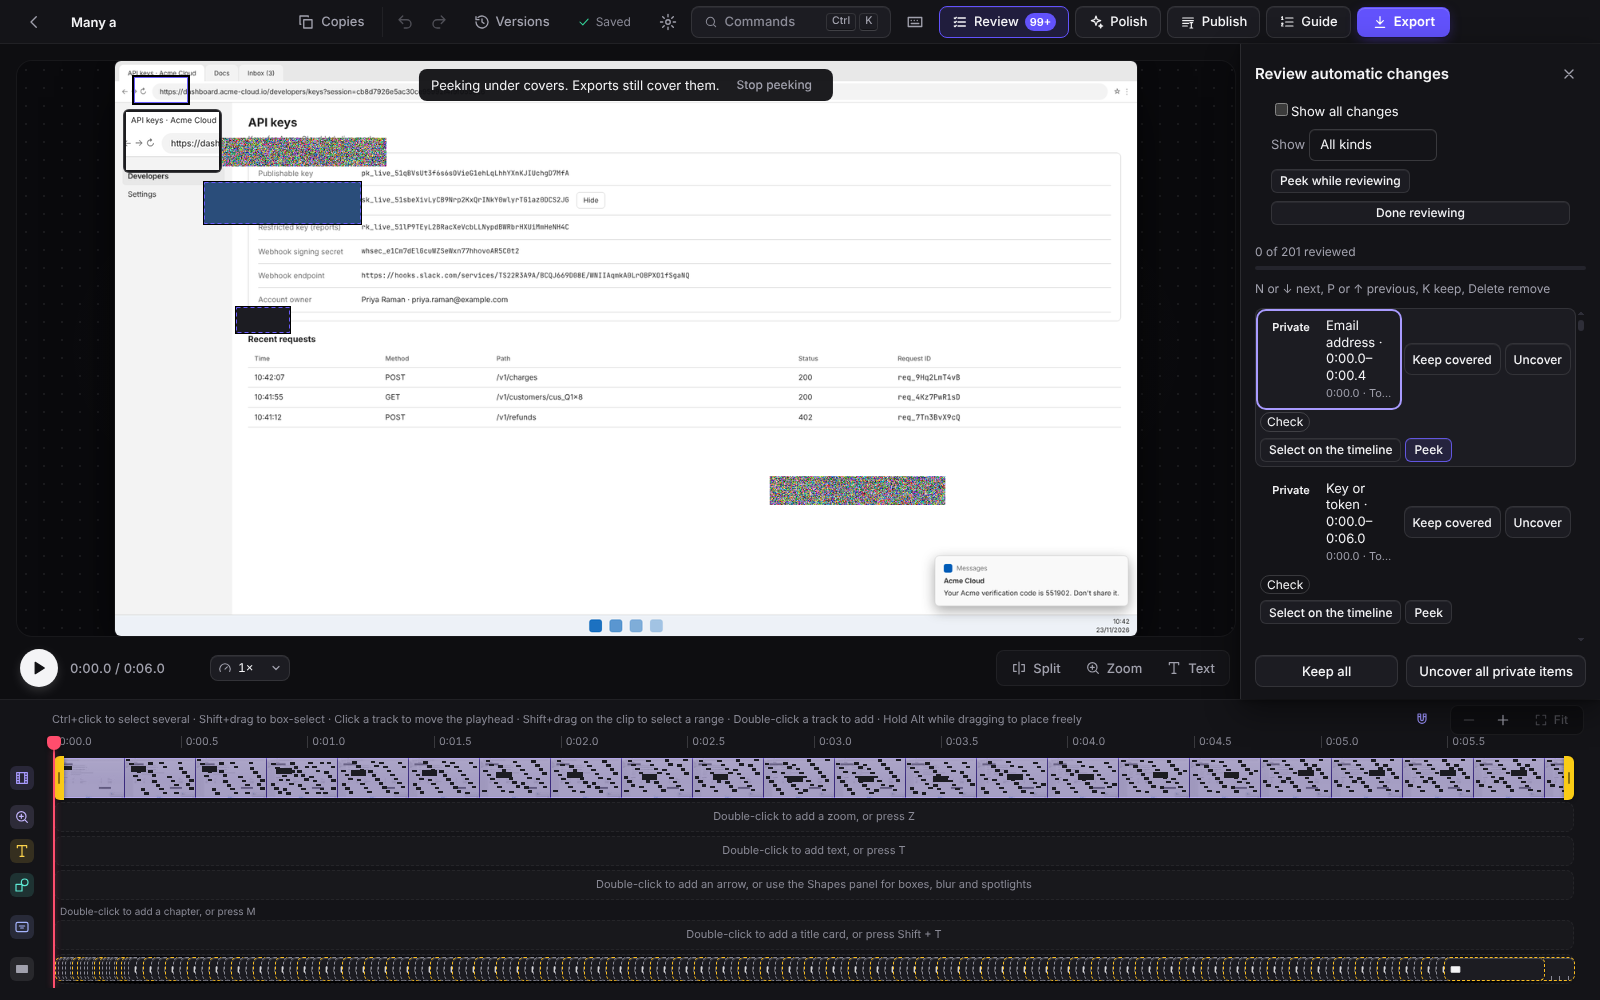 Many a
Copies
Versions
Saved
Commands
Ctrl
K
Review 99+
Polish
Publish
Guide
Export
API keys · Acme Cloud
Docs
Inbox (3)
Peeking under covers. Exports still cover them.
Stop peeking
API keys · Acme Cloud
https://dash
API keys
Developers
Settings
Publishable key
Hide
Restricted key (reports)
Webhook signing secret
Webhook endpoint
Account owner
Priya Raman · priya.raman@example.com
Recent requests
Time Method Path Status Request ID
10:42:07 POST /v1/charges 200 req_9Hq2LmT4vB
10:41:55 GET /v1/customers/cus_Q1x8 200 req_4Kz7PwR1sD
10:41:12 POST /v1/refunds 402 req_7Tn3BvX9cQ
Messages
Acme Cloud
Your Acme verification code is 551902. Don't share it.
10:42
23/11/2026
Review automatic changes
Show all changes
Show All kinds
Peek while reviewing
Done reviewing
0 of 201 reviewed
N or ↓ next, P or ↑ previous, K keep, Delete remove
Private
Email
address ·
0:00.0–
0:00.4
0:00.0 · To...
Keep covered
Uncover
Check
Select on the timeline
Peek
Private
Key or
token ·
0:00.0–
0:06.0
0:00.0 · To...
Keep covered
Uncover
Check
Select on the timeline
Peek
Keep all
Uncover all private items
0:00.0 / 0:06.0
1×
Split
Zoom
Text
Ctrl+click to select several · Shift+drag to box-select · Click a track to move the playhead · Shift+drag on the clip to select a range · Double-click a track to add · Hold Alt while dragging to place freely
Fit
0:00.0 0:00.5 0:01.0 0:01.5 0:02.0 0:02.5 0:03.0 0:03.5 0:04.0 0:04.5 0:05.0 0:05.5
Double-click to add a zoom, or press Z
Double-click to add text, or press T
Double-click to add an arrow, or use the Shapes panel for boxes, blur and spotlights
Double-click to add a chapter, or press M
Double-click to add a title card, or press Shift + T